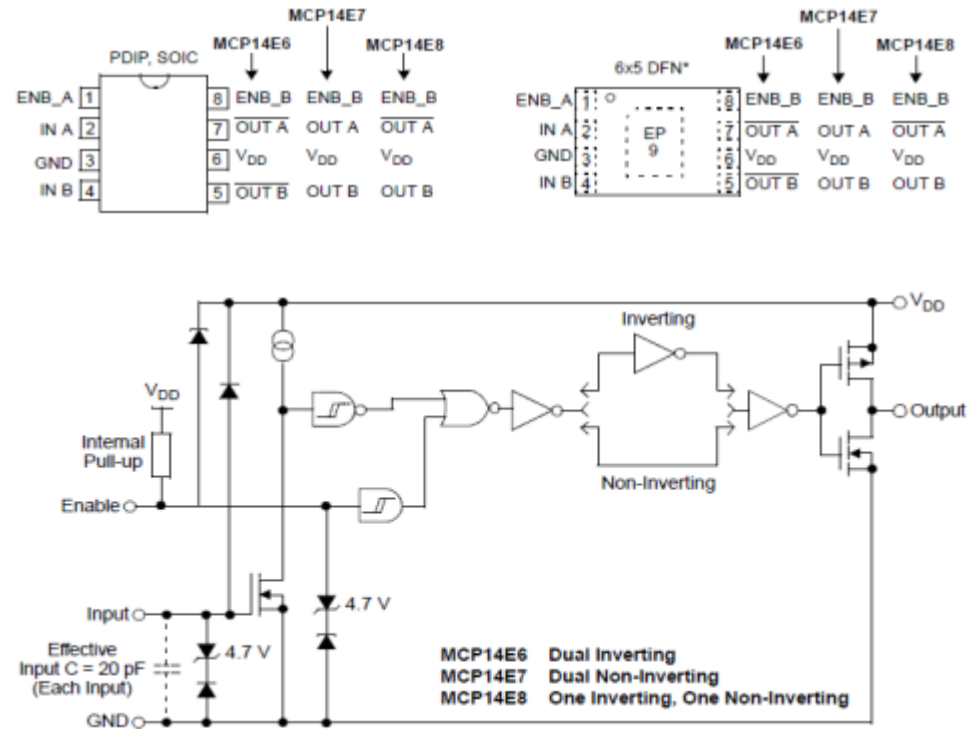 MCP14E7
MCP14E6
MCP14E8
PDIP, SOIC
ENB_A 1
IN A 2
GND 3
IN B 4
8 ENB_B ENB_B ENB_B
7 OUT A OUT A OUT A
6 VDD VDD VDD
5 OUT B OUT B OUT B
MCP14E7
MCP14E6
MCP14E8
6x5 DFN*
ENB_A 1
IN A 2
GND 3
IN B 4
EP
9
8 ENB_B ENB_B ENB_B
7 OUT A OUT A OUT A
6 VDD VDD VDD
5 OUT B OUT B OUT B
VDD
Inverting
VDD
Internal
Pull-up
Output
Non-Inverting
Enable
4.7 V
Input
Effective
Input C = 20 pF
(Each Input)
4.7 V
GND
MCP14E6 Dual Inverting
MCP14E7 Dual Non-Inverting
MCP14E8 One Inverting, One Non-Inverting